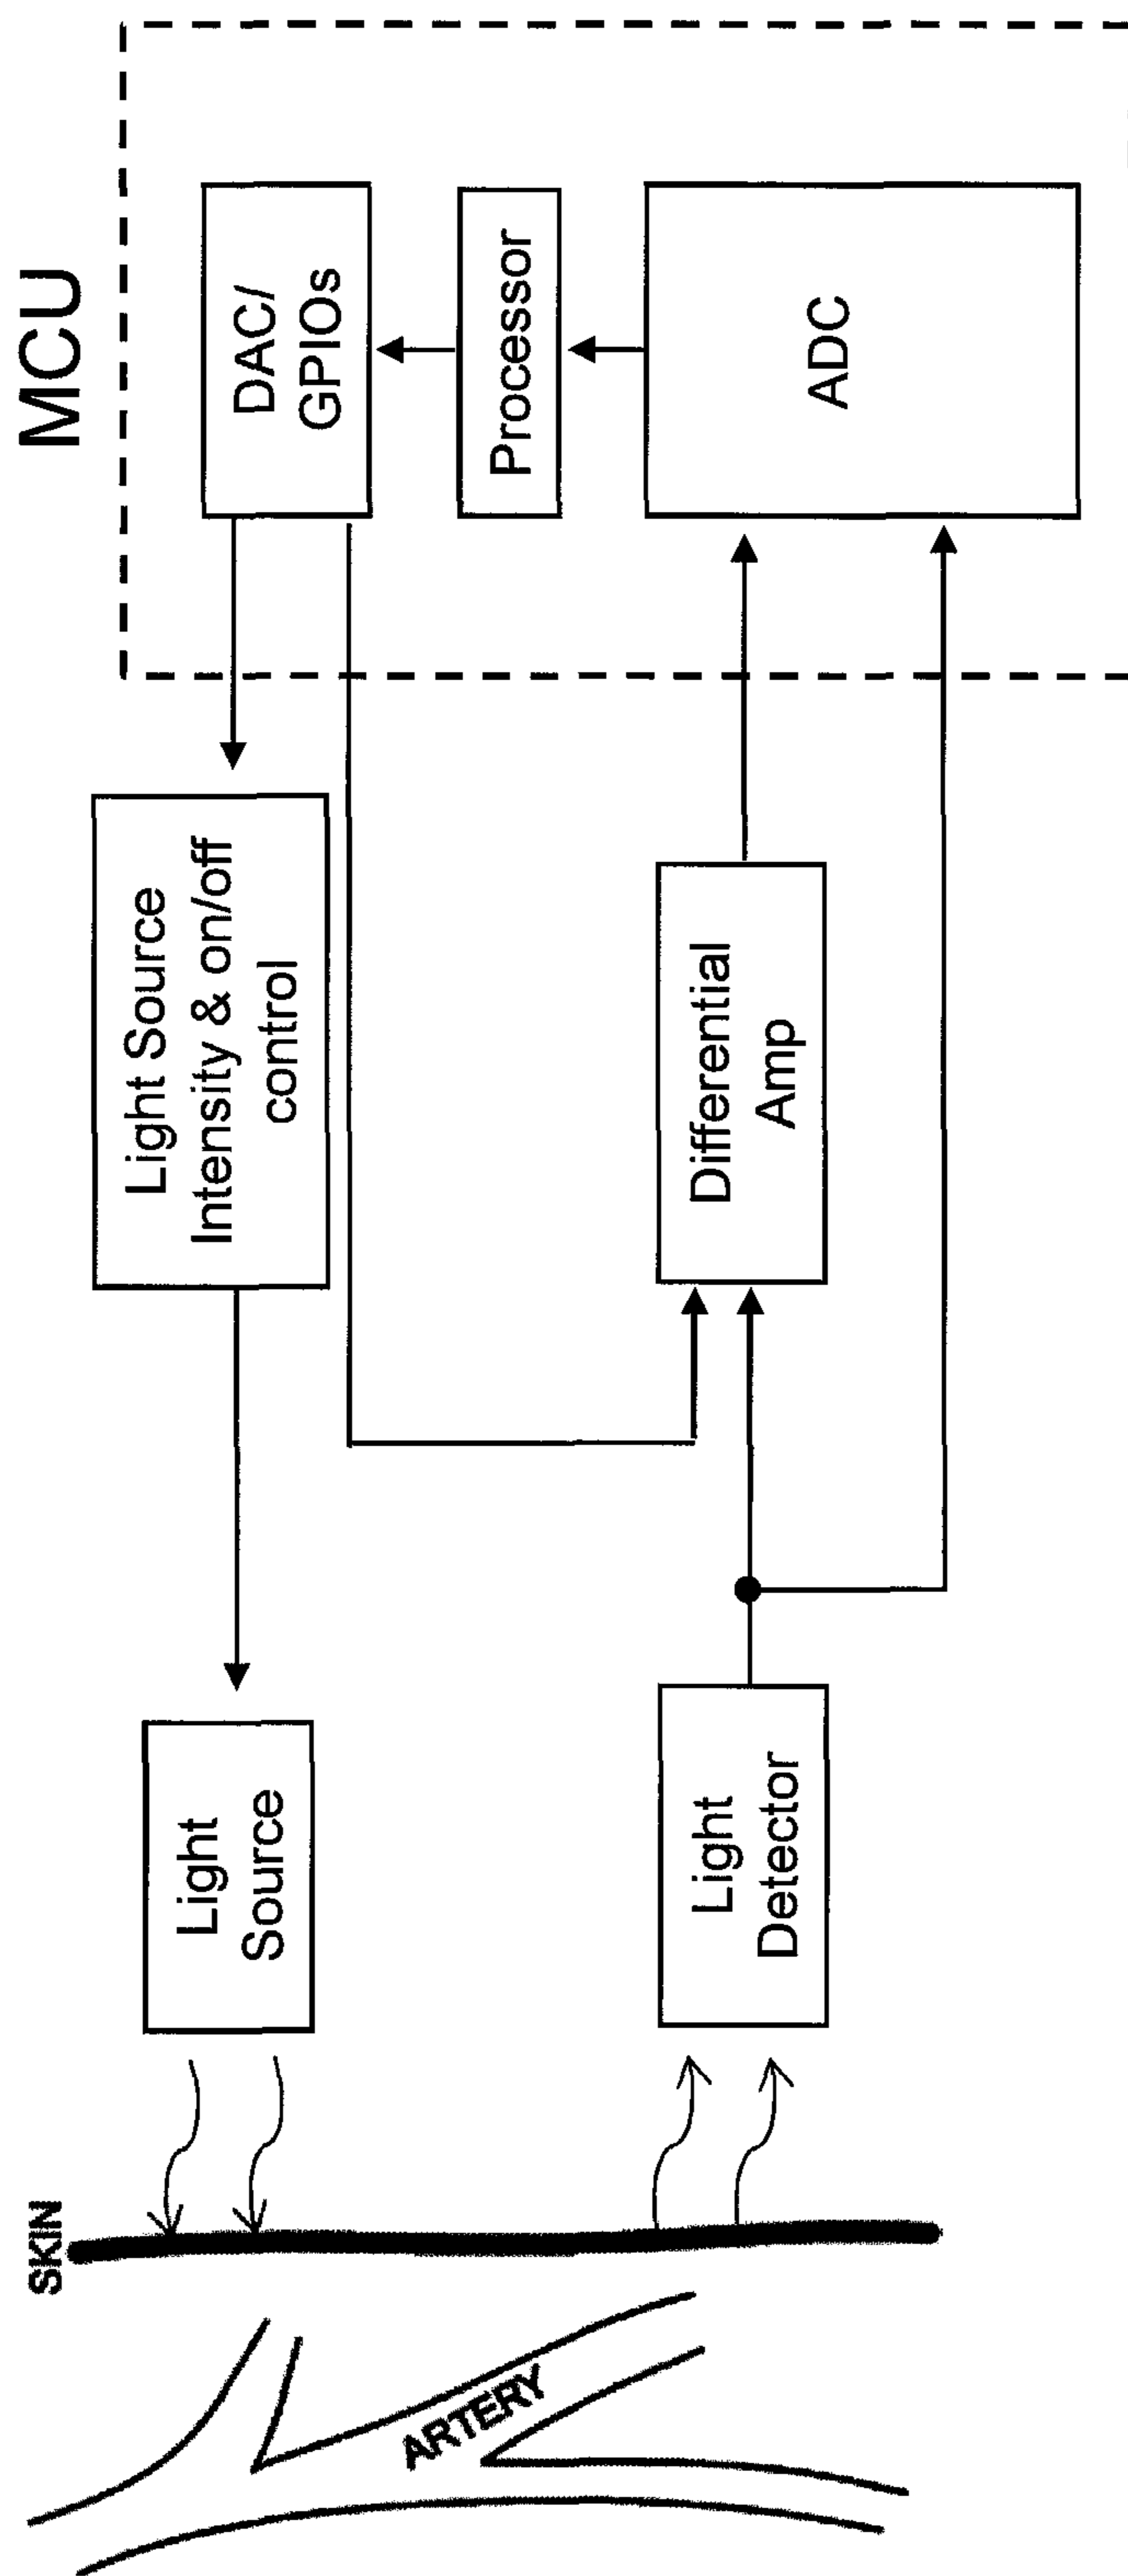 MCU
SKIN
ARTERY
Light
Source
Light Source
Intensity & on/off
control
DAC/
GPIOs
Processor
Light
Detector
Differential
Amp
ADC